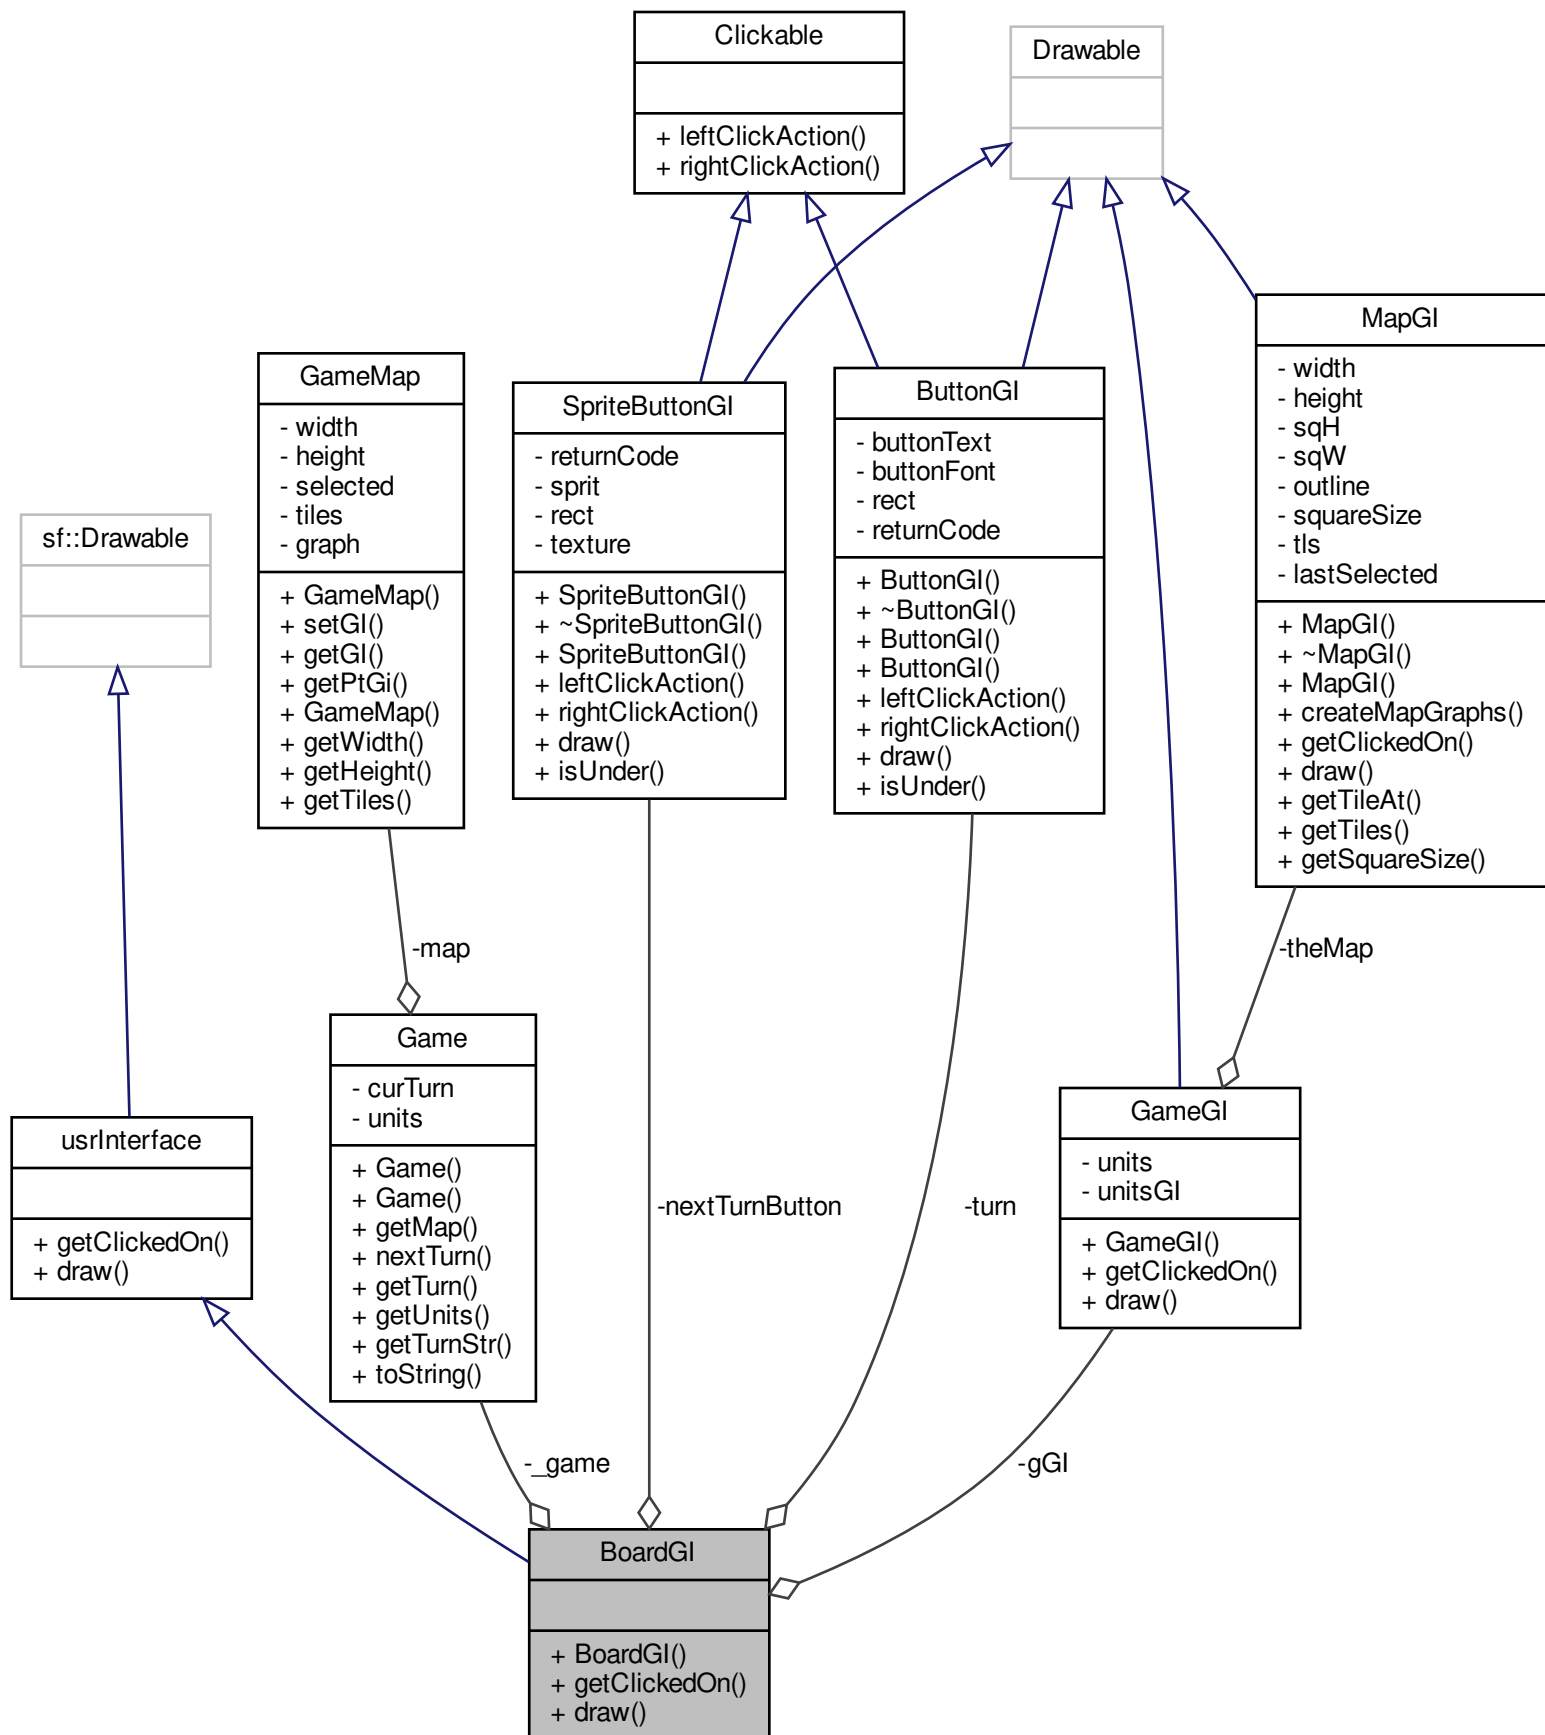 Clickable
+ leftClickAction()
+ rightClickAction()
Drawable
MapGI
- width
- height
- sqH
- sqW
- outline
- squareSize
- tls
- lastSelected
+ MapGI()
+ ~MapGI()
+ MapGI()
+ createMapGraphs()
+ getClickedOn()
+ draw()
+ getTileAt()
+ getTiles()
+ getSquareSize()
GameMap
- width
- height
- selected
- tiles
- graph
+ GameMap()
+ setGI()
+ getGI()
+ getPtGi()
+ GameMap()
+ getWidth()
+ getHeight()
+ getTiles()
SpriteButtonGI
- returnCode
- sprit
- rect
- texture
+ SpriteButtonGI()
+ ~SpriteButtonGI()
+ SpriteButtonGI()
+ leftClickAction()
+ rightClickAction()
+ draw()
+ isUnder()
ButtonGI
- buttonText
- buttonFont
- rect
- returnCode
+ ButtonGI()
+ ~ButtonGI()
+ ButtonGI()
+ ButtonGI()
+ leftClickAction()
+ rightClickAction()
+ draw()
+ isUnder()
sf::Drawable
-map
-theMap
Game
- curTurn
- units
+ Game()
+ Game()
+ getMap()
+ nextTurn()
+ getTurn()
+ getUnits()
+ getTurnStr()
+ toString()
usrInterface
+ getClickedOn()
+ draw()
-nextTurnButton
-turn
GameGI
- units
- unitsGI
+ GameGI()
+ getClickedOn()
+ draw()
-_game
-gGI
BoardGI
+ BoardGI()
+ getClickedOn()
+ draw()